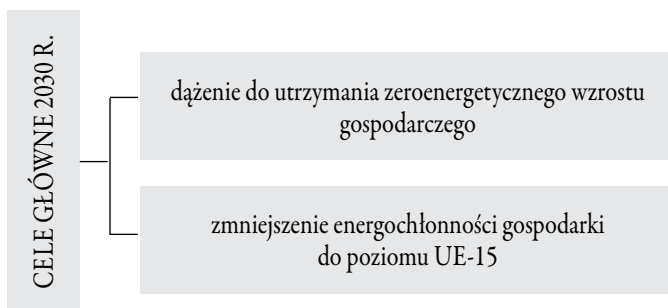 CELE GŁÓWNE 2030 R.
dążenie do utrzymania zeroenergetycznego wzrostu
gospodarczego
zmniejszenie energochłonności gospodarki
do poziomu UE-15